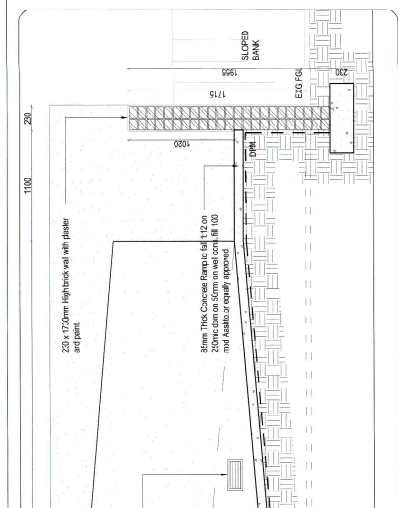 230
1100
230 x 1730mm High brick wall with plaster
and paint
85mm Thick Concrete Ramp to fall 1:12 on
250mic dpm on 50mm on well cons. fill 100
mod Aashto or equally approved
1020
DPM
1715
1955
SLOPED
BANK
EXG FGL
230